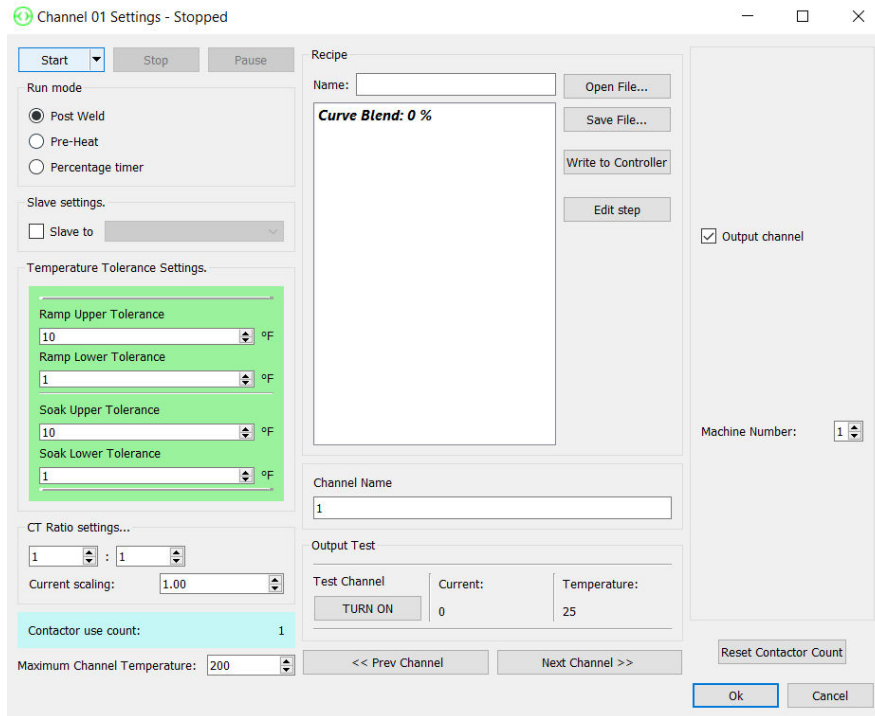 Channel 01 Settings - Stopped
Start
Stop
Pause
Run mode
Post Weld
Pre-Heat
Percentage timer
Slave settings.
Slave to
Temperature Tolerance Settings.
Ramp Upper Tolerance
10 ºF
Ramp Lower Tolerance
1 ºF
Soak Upper Tolerance
10 ºF
Soak Lower Tolerance
1 ºF
CT Ratio settings...
1 : 1
Current scaling: 1.00
Contactor use count: 1
Maximum Channel Temperature: 200
Recipe
Name:
Open File...
Curve Blend: 0 %
Save File...
Write to Controller
Edit step
Channel Name
1
Output Test
Test Channel
TURN ON
Current:
0
Temperature:
25
<< Prev Channel
Next Channel >>
Output channel
Machine Number: 1
Reset Contactor Count
Ok
Cancel